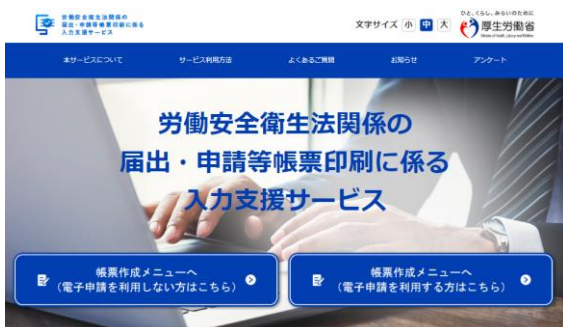 労働安全衛生法関係の
届出・申請等帳票印刷に係る
入力支援サービス
文字サイズ 小 中 大
ひと、くらし、みらいのために
厚生労働省
Ministry of Health, Labour and Welfare
本サービスについて サービス利用方法 よくあるご質問 お知らせ アンケート
労働安全衛生法関係の
届出・申請等帳票印刷に係る
入力支援サービス
帳票作成メニューへ
(電子申請を利用しない方はこちら)
帳票作成メニューへ
(電子申請を利用する方はこちら)